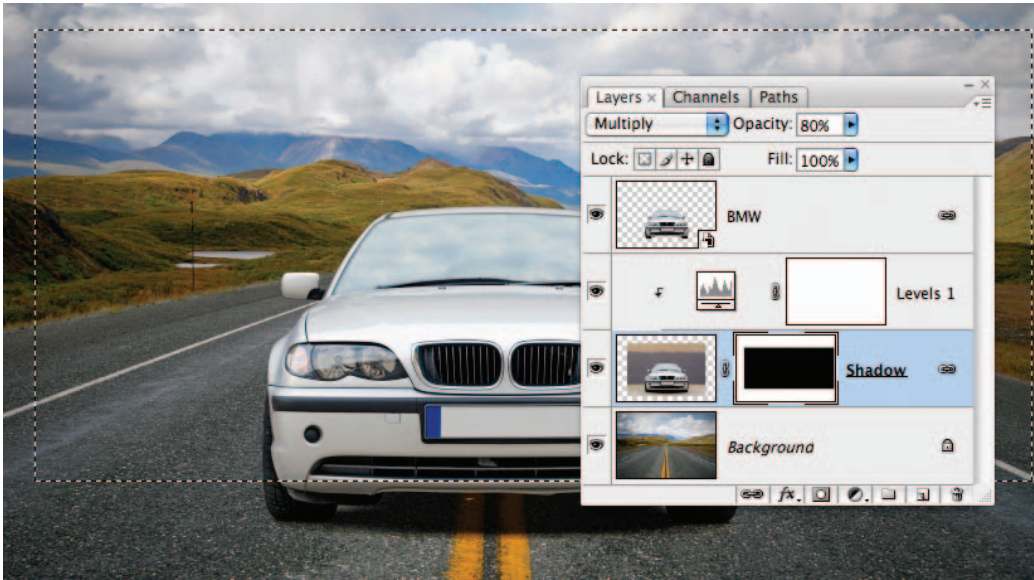 Layers × Channels Paths
Multiply Opacity: 80%
Lock: Fill: 100%
BMW
Levels 1
Shadow
Background
fx.